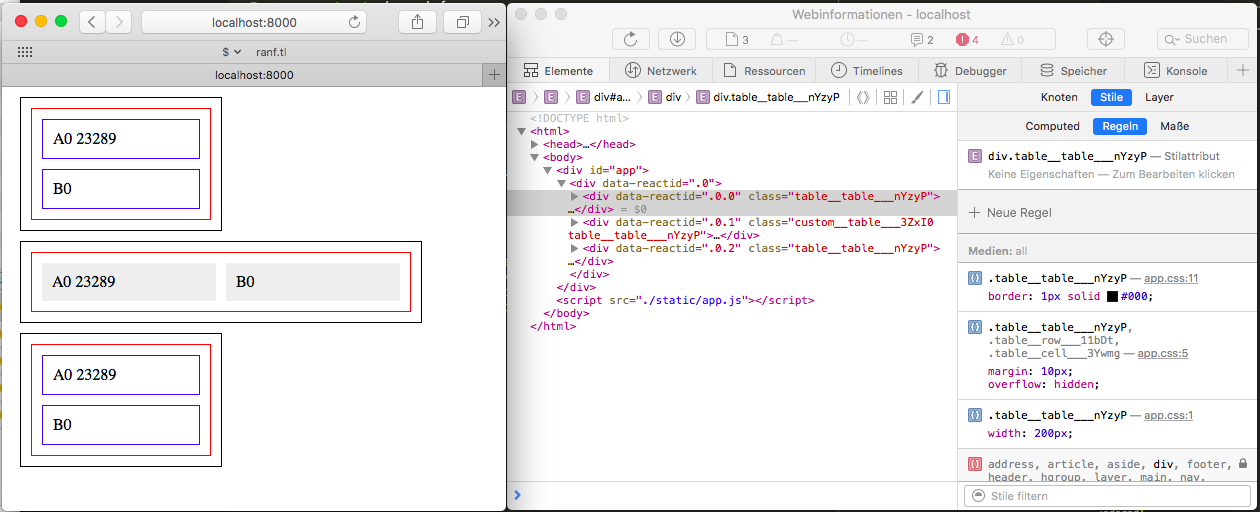 localhost:8000
$ ranf.tl
localhost:8000
A0 23289
B0
A0 23289 B0
A0 23289
B0
Webinformationen - localhost
3 — — 2 4 0 Suchen
Elemente Netzwerk Ressourcen Timelines Debugger Speicher Konsole
E E E div#a... E div E div.table__table___nYzyP
<!DOCTYPE html>
<html>
<head>…</head>
<body>
<div id="app">
<div data-reactid=".0">
<div data-reactid=".0.0" class="table__table___nYzyP">
…</div> = $0
<div data-reactid=".0.1" class="custom__table___3ZxI0
table__table___nYzyP">…</div>
<div data-reactid=".0.2" class="table__table___nYzyP">
…</div>
</div>
</div>
<script src="./static/app.js"></script>
</body>
</html>
Knoten Stile Layer
Computed Regeln Maße
E div.table__table___nYzyP — Stilattribut
Keine Eigenschaften — Zum Bearbeiten klicken
Neue Regel
Medien: all
.table__table___nYzyP — app.css:11
border: 1px solid #000;
.table__table___nYzyP,
.table__row___11bDt,
.table__cell___3Ywmg — app.css:5
margin: 10px;
overflow: hidden;
.table__table___nYzyP — app.css:1
width: 200px;
address, article, aside, div, footer,
header, hgroup, layer, main, nav,
Stile filtern